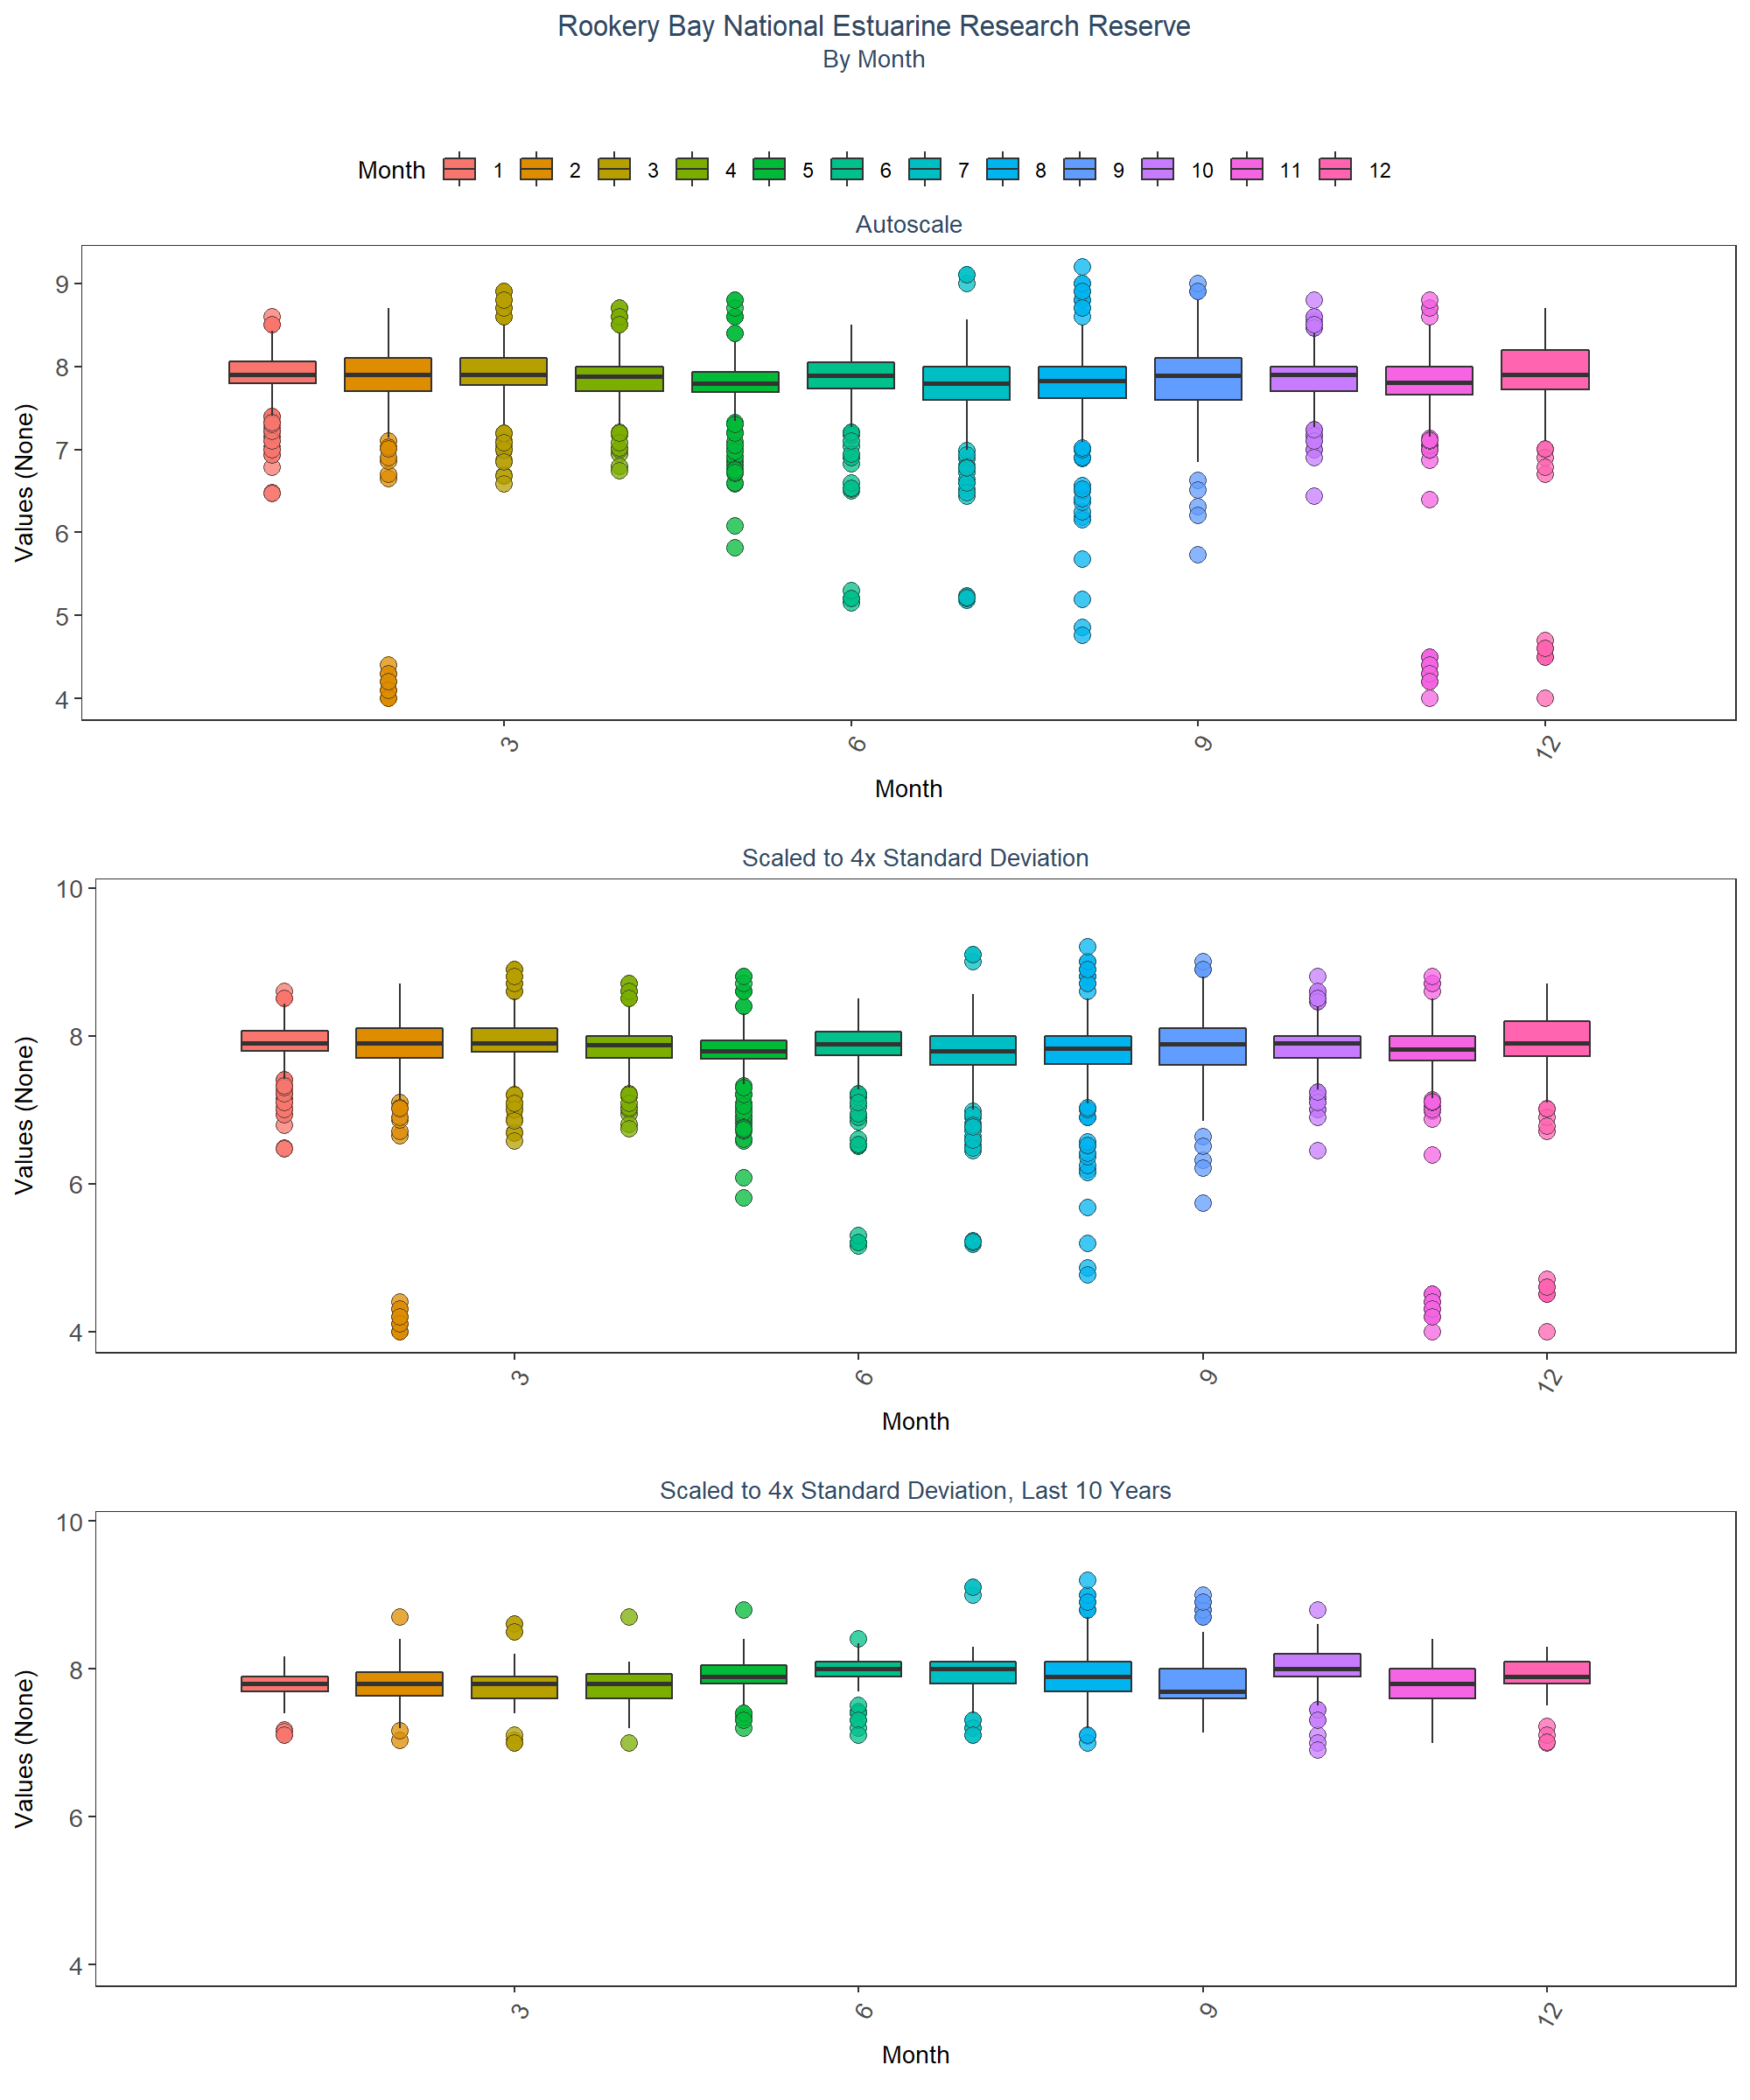 Rookery Bay National Estuarine Research Reserve
By Month
Month 1 2 3 4 5 6 7 8 9 10 11 12
Autoscale
Values (None)
9
8
7
6
5
4
3 6 9 12
Month
Scaled to 4x Standard Deviation
Values (None)
10
8
6
4
3 6 9 12
Month
Scaled to 4x Standard Deviation, Last 10 Years
Values (None)
10
8
6
4
3 6 9 12
Month